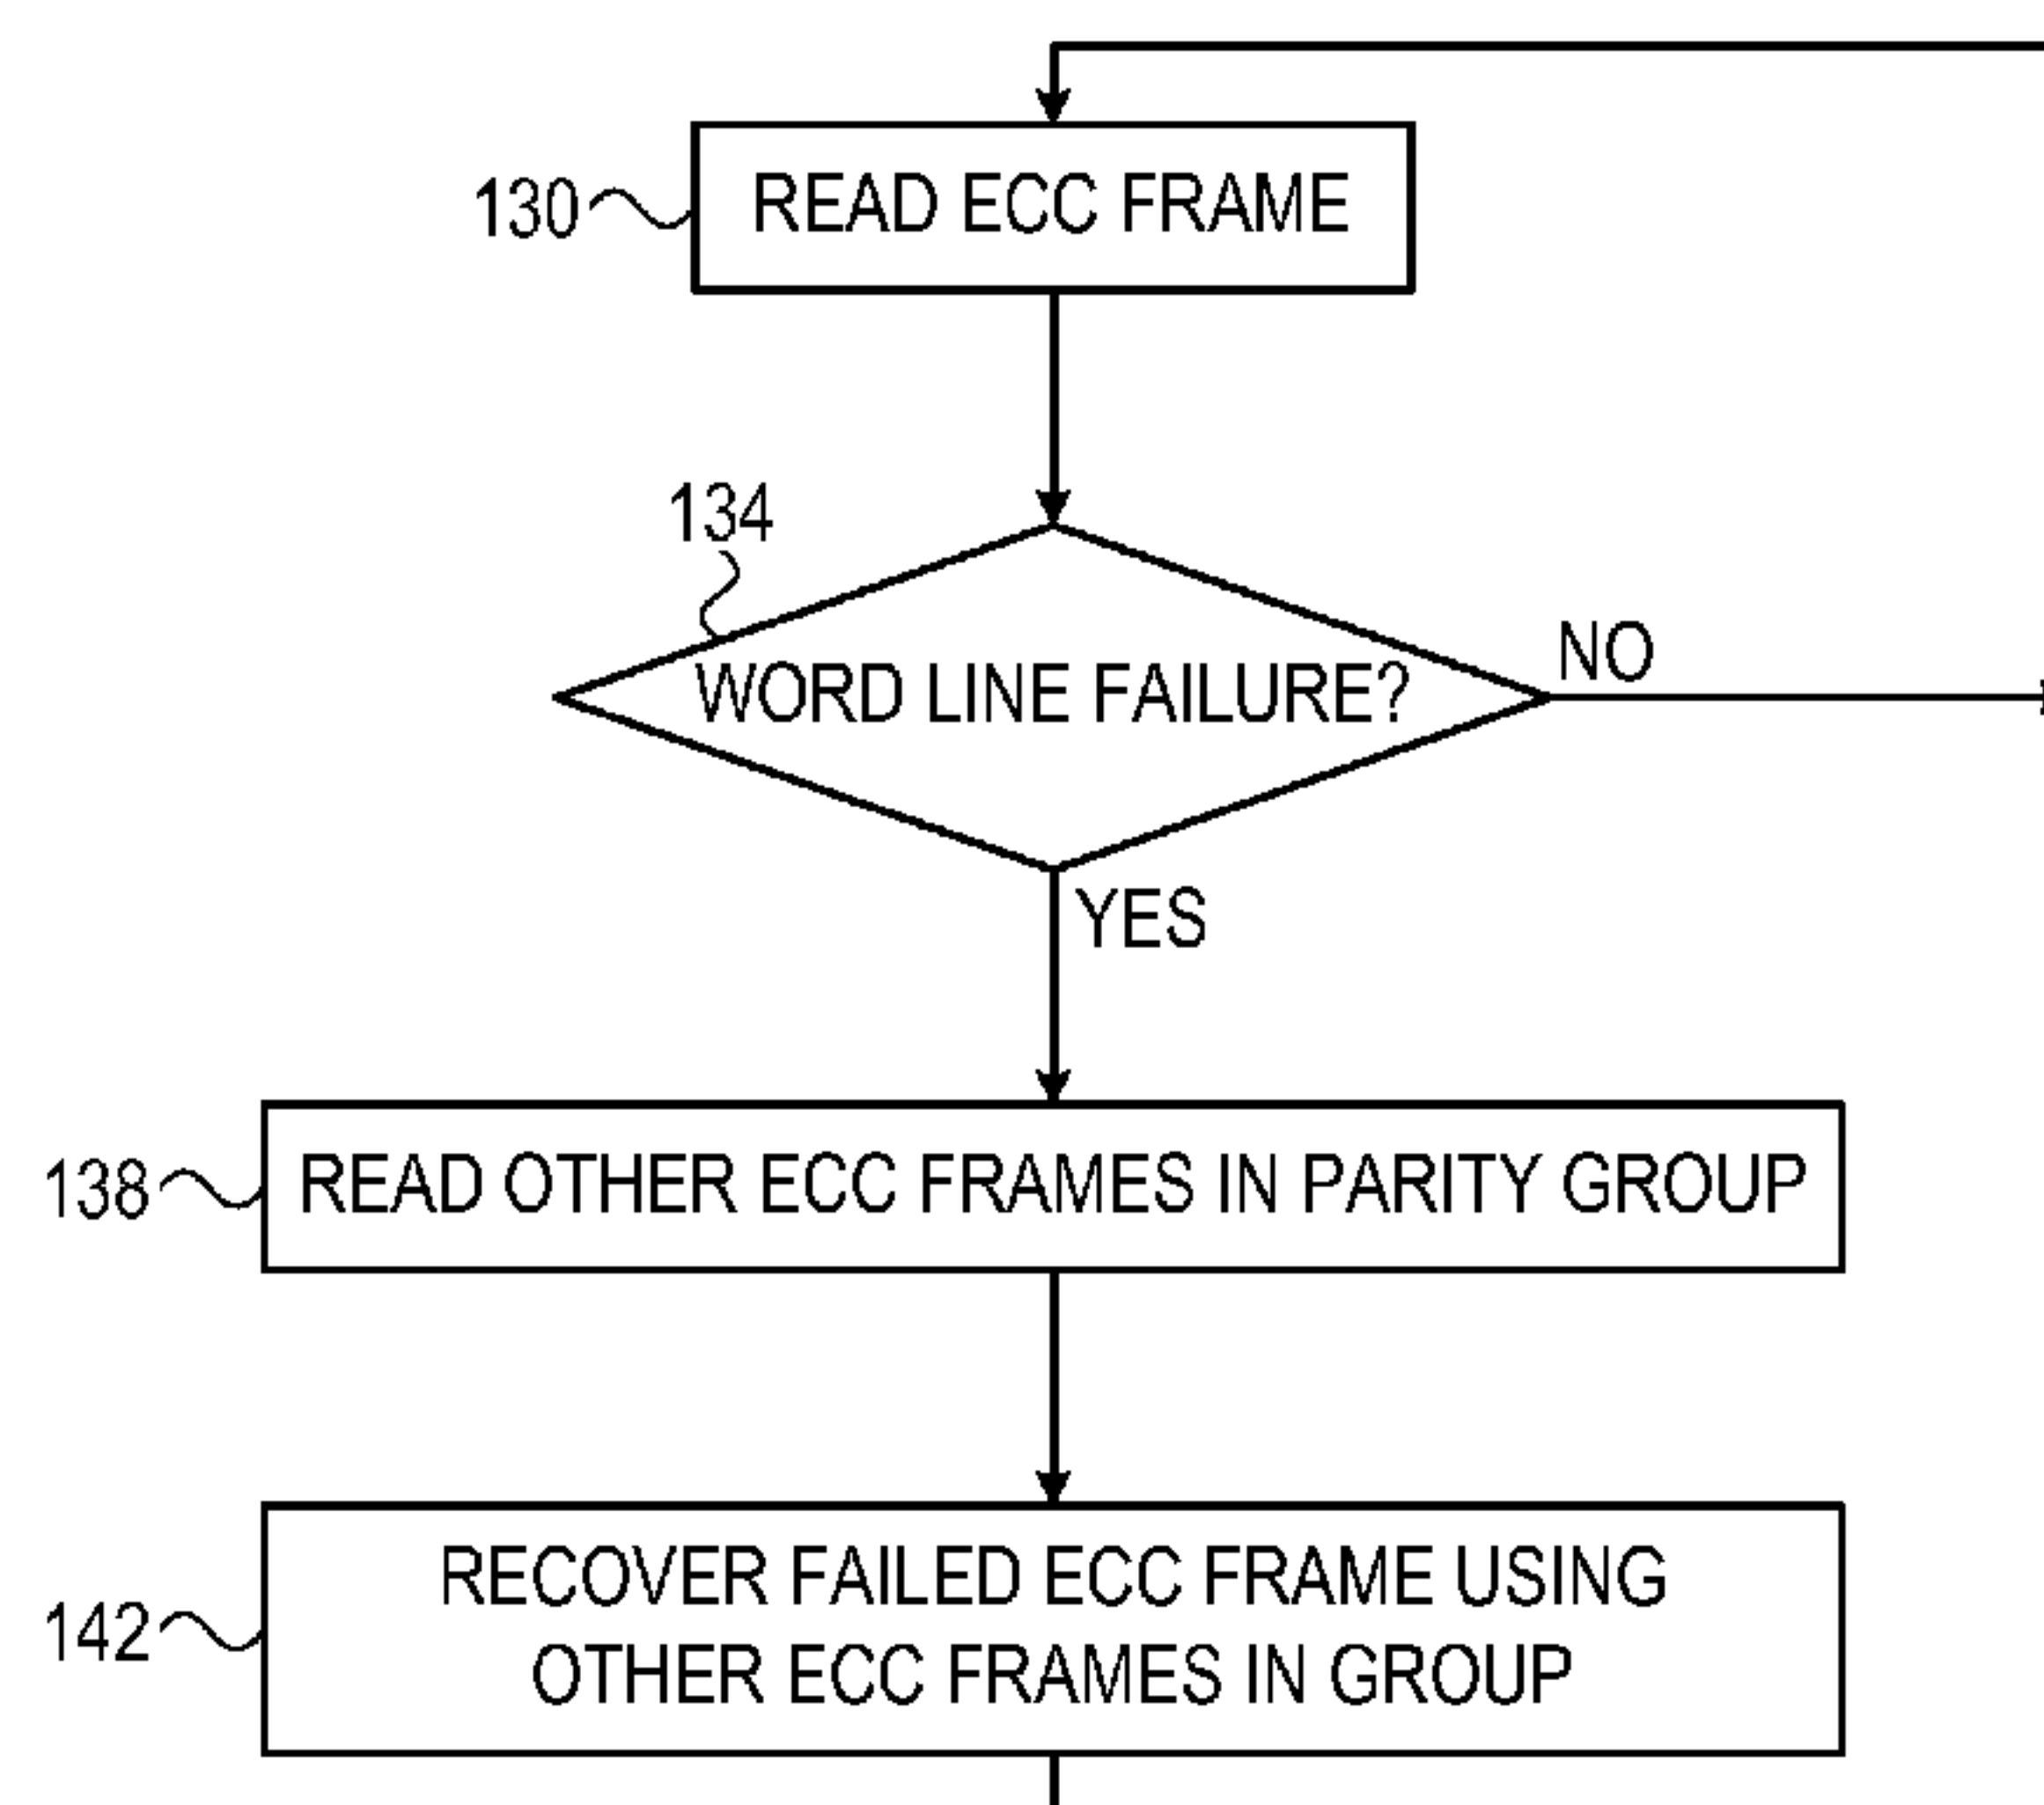 130
READ ECC FRAME
134
WORD LINE FAILURE?
NO
YES
138
READ OTHER ECC FRAMES IN PARITY GROUP
142
RECOVER FAILED ECC FRAME USING
OTHER ECC FRAMES IN GROUP